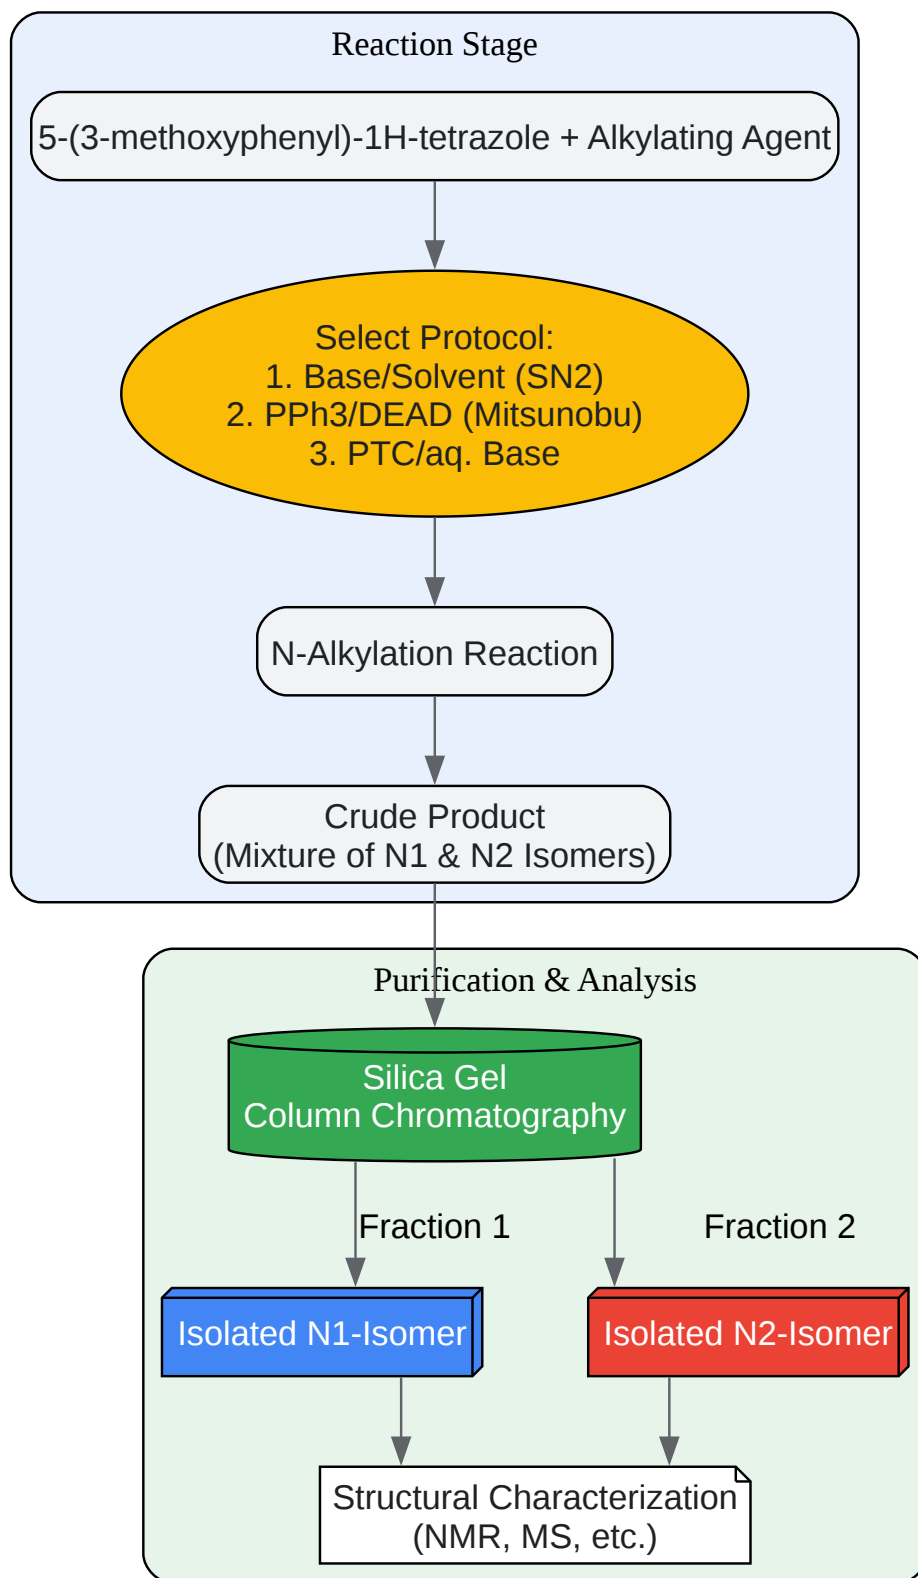 Reaction Stage
5-(3-methoxyphenyl)-1H-tetrazole + Alkylating Agent
Select Protocol:
1. Base/Solvent (SN2)
2. PPh3/DEAD (Mitsunobu)
3. PTC/aq. Base
N-Alkylation Reaction
Crude Product
(Mixture of N1 & N2 Isomers)
Purification & Analysis
Silica Gel
Column Chromatography
Fraction 1
Fraction 2
Isolated N1-Isomer
Isolated N2-Isomer
Structural Characterization
(NMR, MS, etc.)